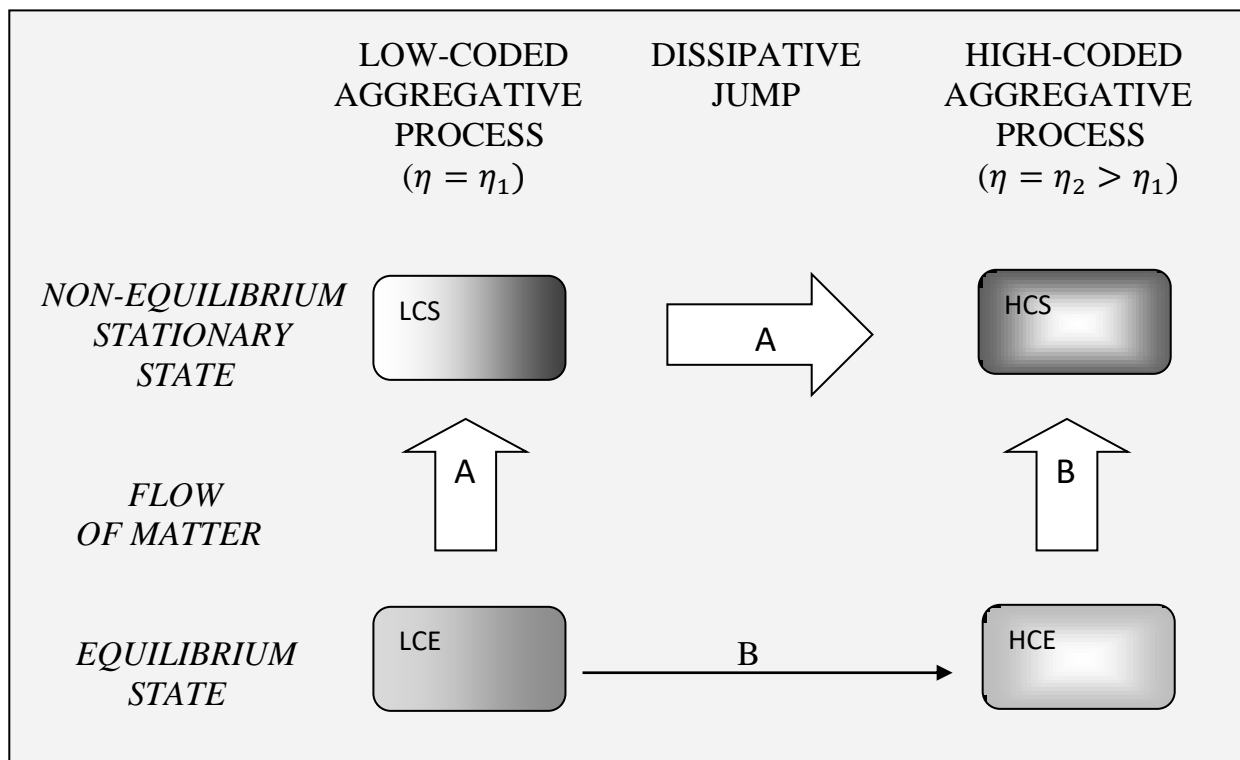 LOW-CODED
AGGREGATIVE
PROCESS
(η = η₁)
DISSIPATIVE
JUMP
HIGH-CODED
AGGREGATIVE
PROCESS
(η = η₂ > η₁)
NON-EQUILIBRIUM
STATIONARY
STATE
LCS
A
HCS
FLOW
OF MATTER
A
B
EQUILIBRIUM
STATE
LCE
B
HCE